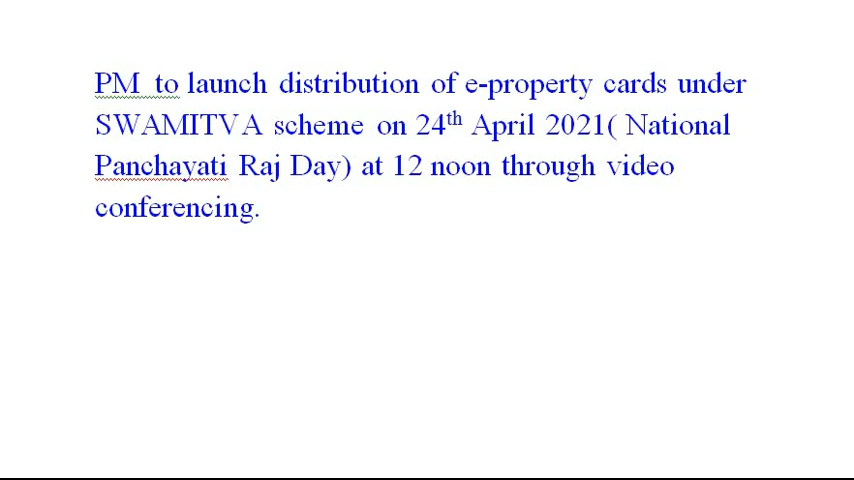 PM to launch distribution of e-property cards under
SWAMITVA scheme on 24th April 2021( National
Panchayati Raj Day) at 12 noon through video
conferencing.